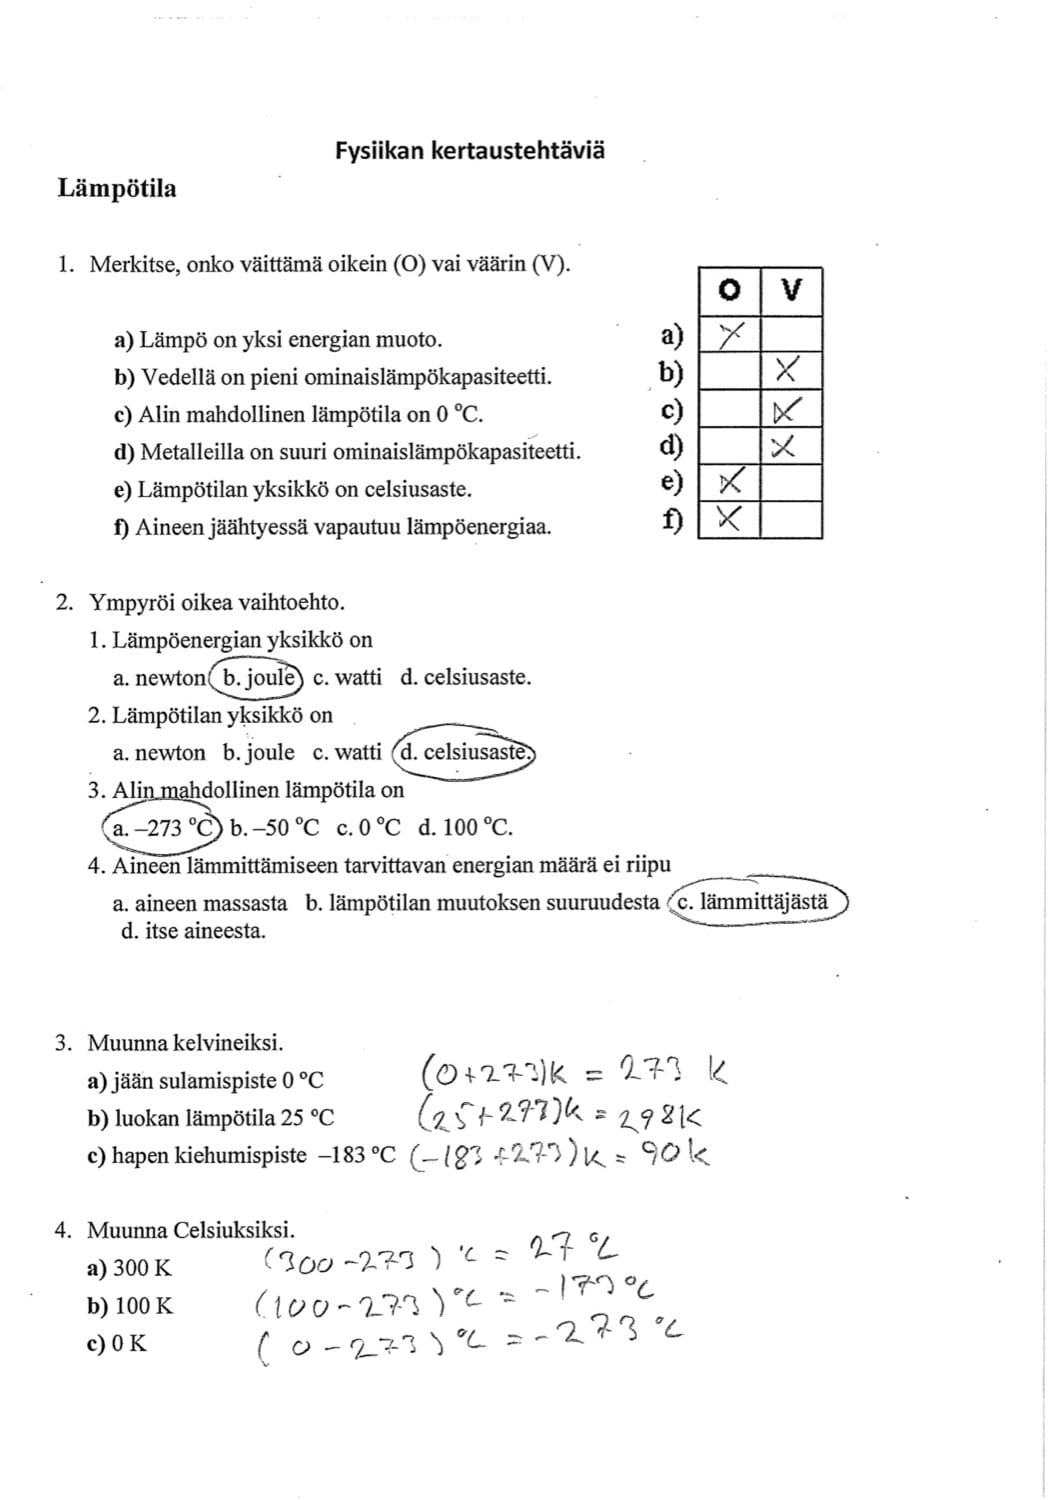 Fysiikan kertaustehtäviä
Lämpötila
1. Merkitse, onko väittämä oikein (O) vai väärin (V).
O V
a) Lämpö on yksi energian muoto. a) X
b) Vedellä on pieni ominaislämpökapasiteetti. b) X
c) Alin mahdollinen lämpötila on 0 °C. c) X
d) Metalleilla on suuri ominaislämpökapasiteetti. d) X
e) Lämpötilan yksikkö on celsiusaste. e) X
f) Aineen jäähtyessä vapautuu lämpöenergiaa. f) X
2. Ympyröi oikea vaihtoehto.
1. Lämpöenergian yksikkö on
a. newton b. joule c. watti d. celsiusaste.
2. Lämpötilan yksikkö on
a. newton b. joule c. watti d. celsiusaste.
3. Alin mahdollinen lämpötila on
a. –273 °C b. –50 °C c. 0 °C d. 100 °C.
4. Aineen lämmittämiseen tarvittavan energian määrä ei riipu
a. aineen massasta b. lämpötilan muutoksen suuruudesta c. lämmittäjästä
d. itse aineesta.
3. Muunna kelvineiksi.
a) jään sulamispiste 0 °C (0+273)K = 273 K
b) luokan lämpötila 25 °C (25+273)K = 298K
c) hapen kiehumispiste –183 °C (-183+273)K = 90K
4. Muunna Celsiuksiksi.
a) 300 K (300-273) °C = 27 °C
b) 100 K (100-273) °C = -173 °C
c) 0 K (0-273) °C = -273 °C